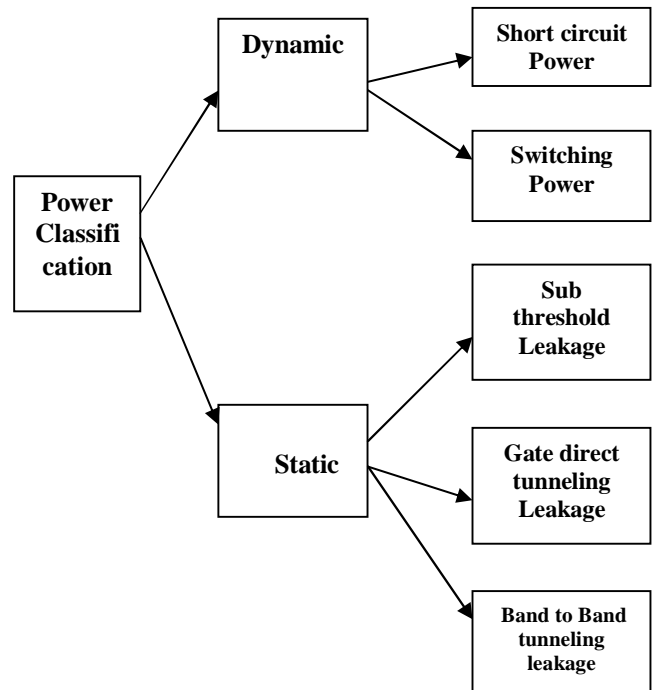 Dynamic
Short circuit
Power
Switching
Power
Power
Classifi
cation
Sub
threshold
Leakage
Static
Gate direct
tunneling
Leakage
Band to Band
tunneling
leakage